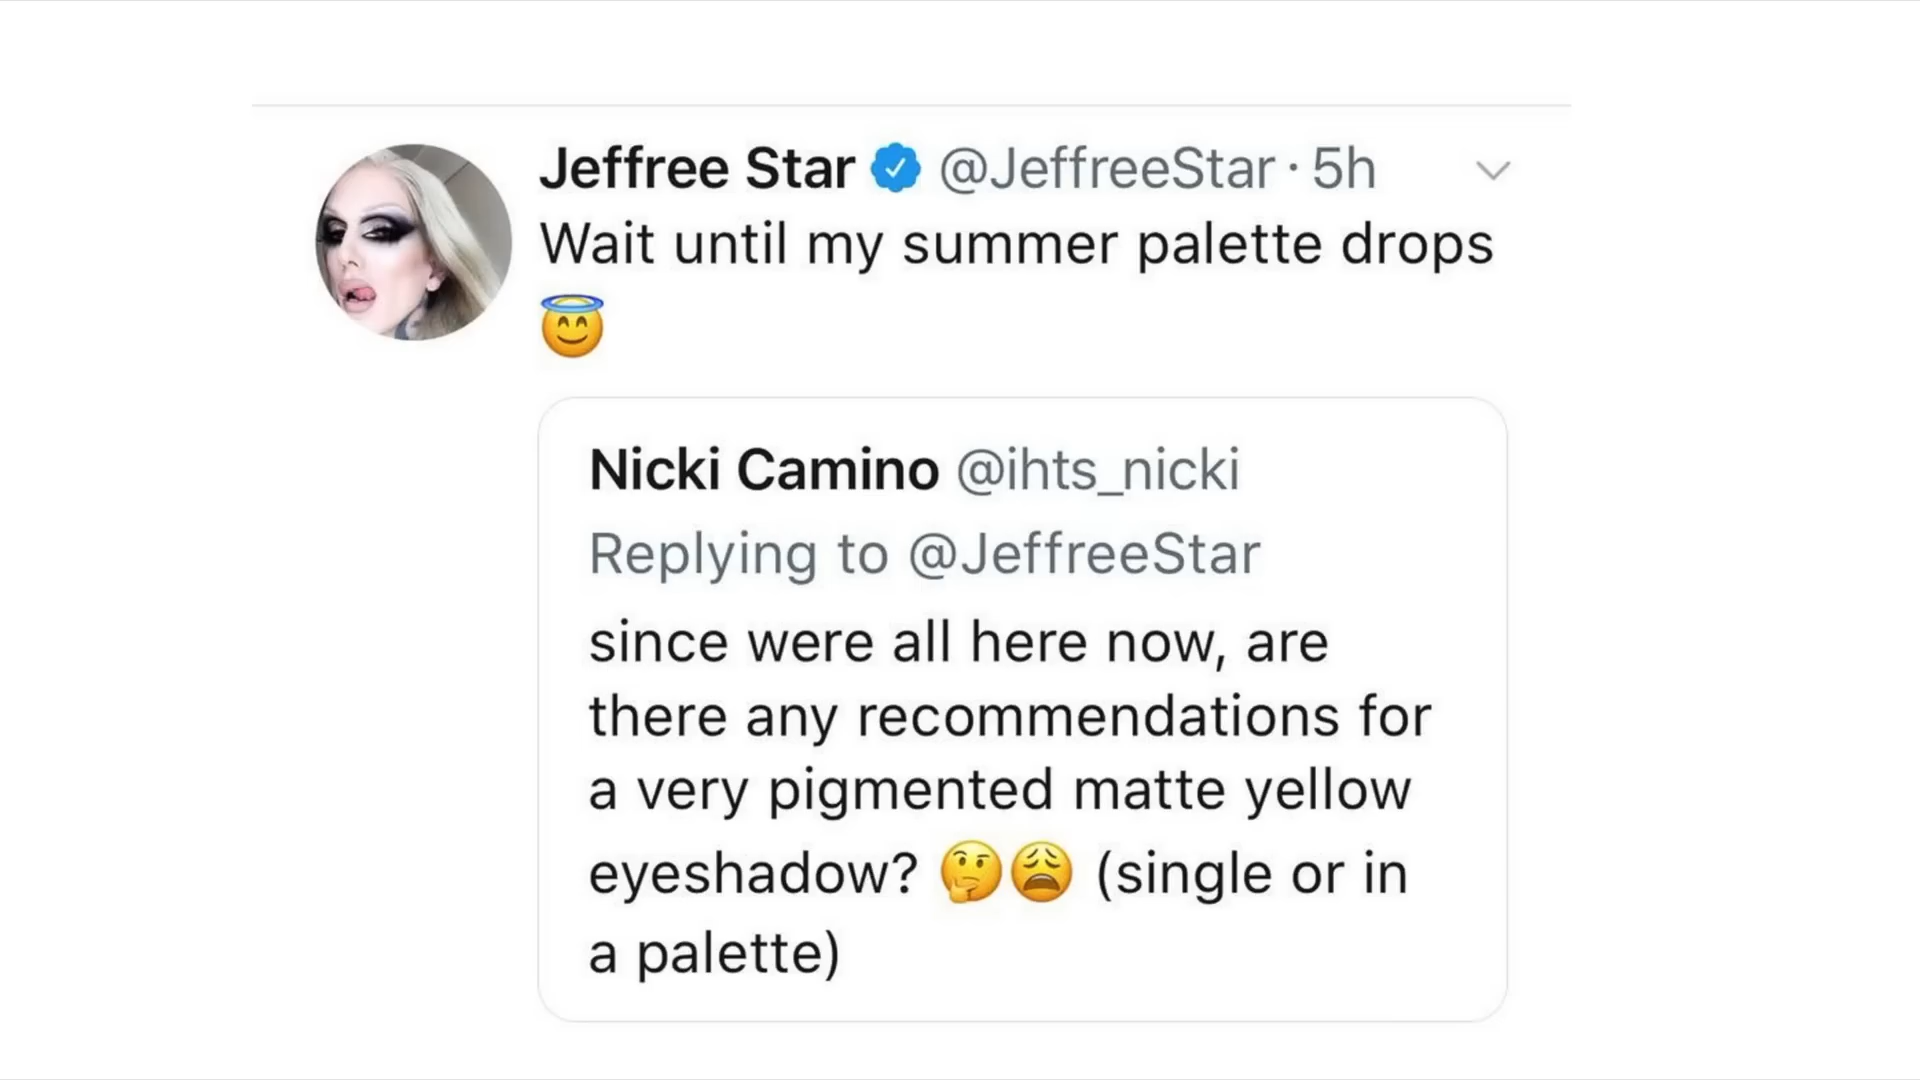 Jeffree Star @JeffreeStar · 5h
Wait until my summer palette drops
😇
Nicki Camino @ihts_nicki
Replying to @JeffreeStar
since were all here now, are
there any recommendations for
a very pigmented matte yellow
eyeshadow? 🤔😩 (single or in
a palette)